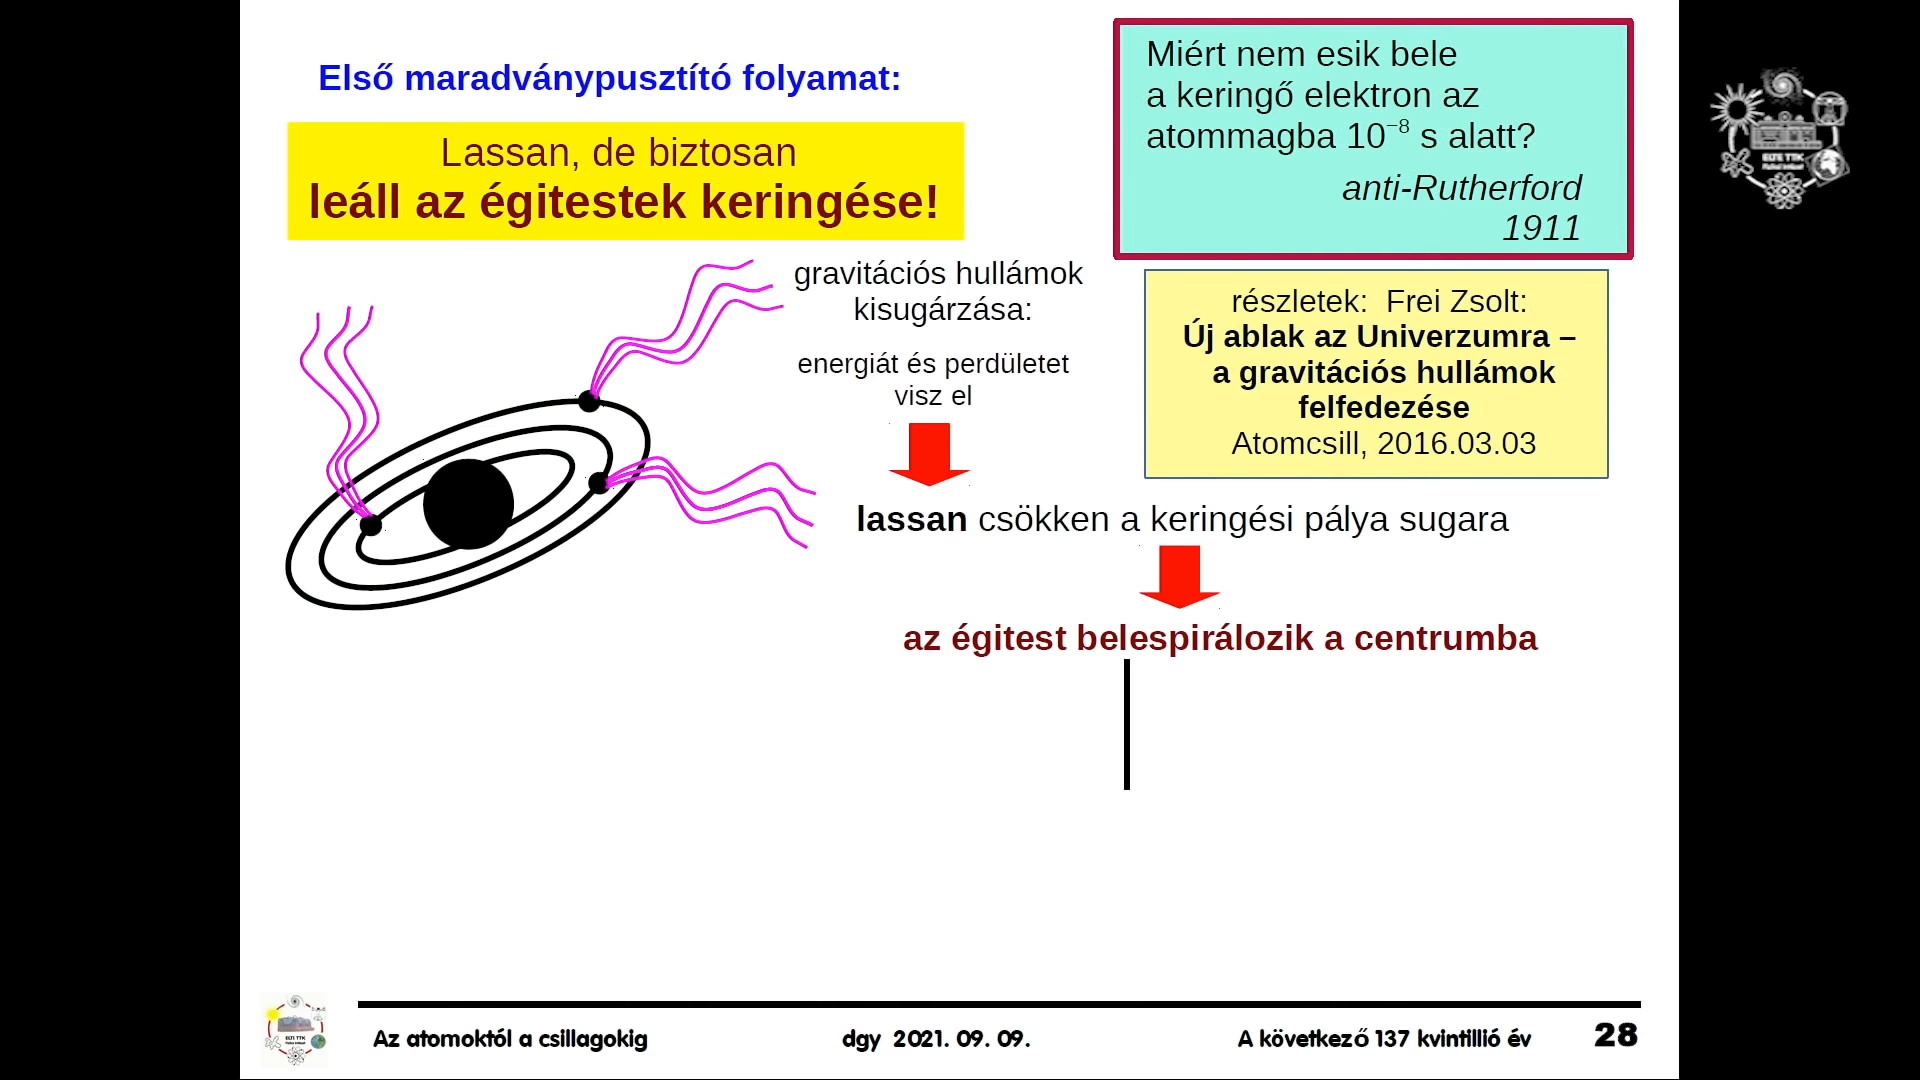 Első maradványpusztító folyamat:
Lassan, de biztosan
leáll az égitestek keringése!
Miért nem esik bele
a keringő elektron az
atommagba 10⁻⁸ s alatt?
anti-Rutherford
1911
gravitációs hullámok
kisugárzása:
energiát és perdületet
visz el
részletek: Frei Zsolt:
Új ablak az Univerzumra –
a gravitációs hullámok
felfedezése
Atomcsill, 2016.03.03
lassan csökken a keringési pálya sugara
az égitest belespirálozik a centrumba
ELTE TTK
Az atomoktól a csillagokig
dgy 2021. 09. 09.
A következő 137 kvintillió év
28